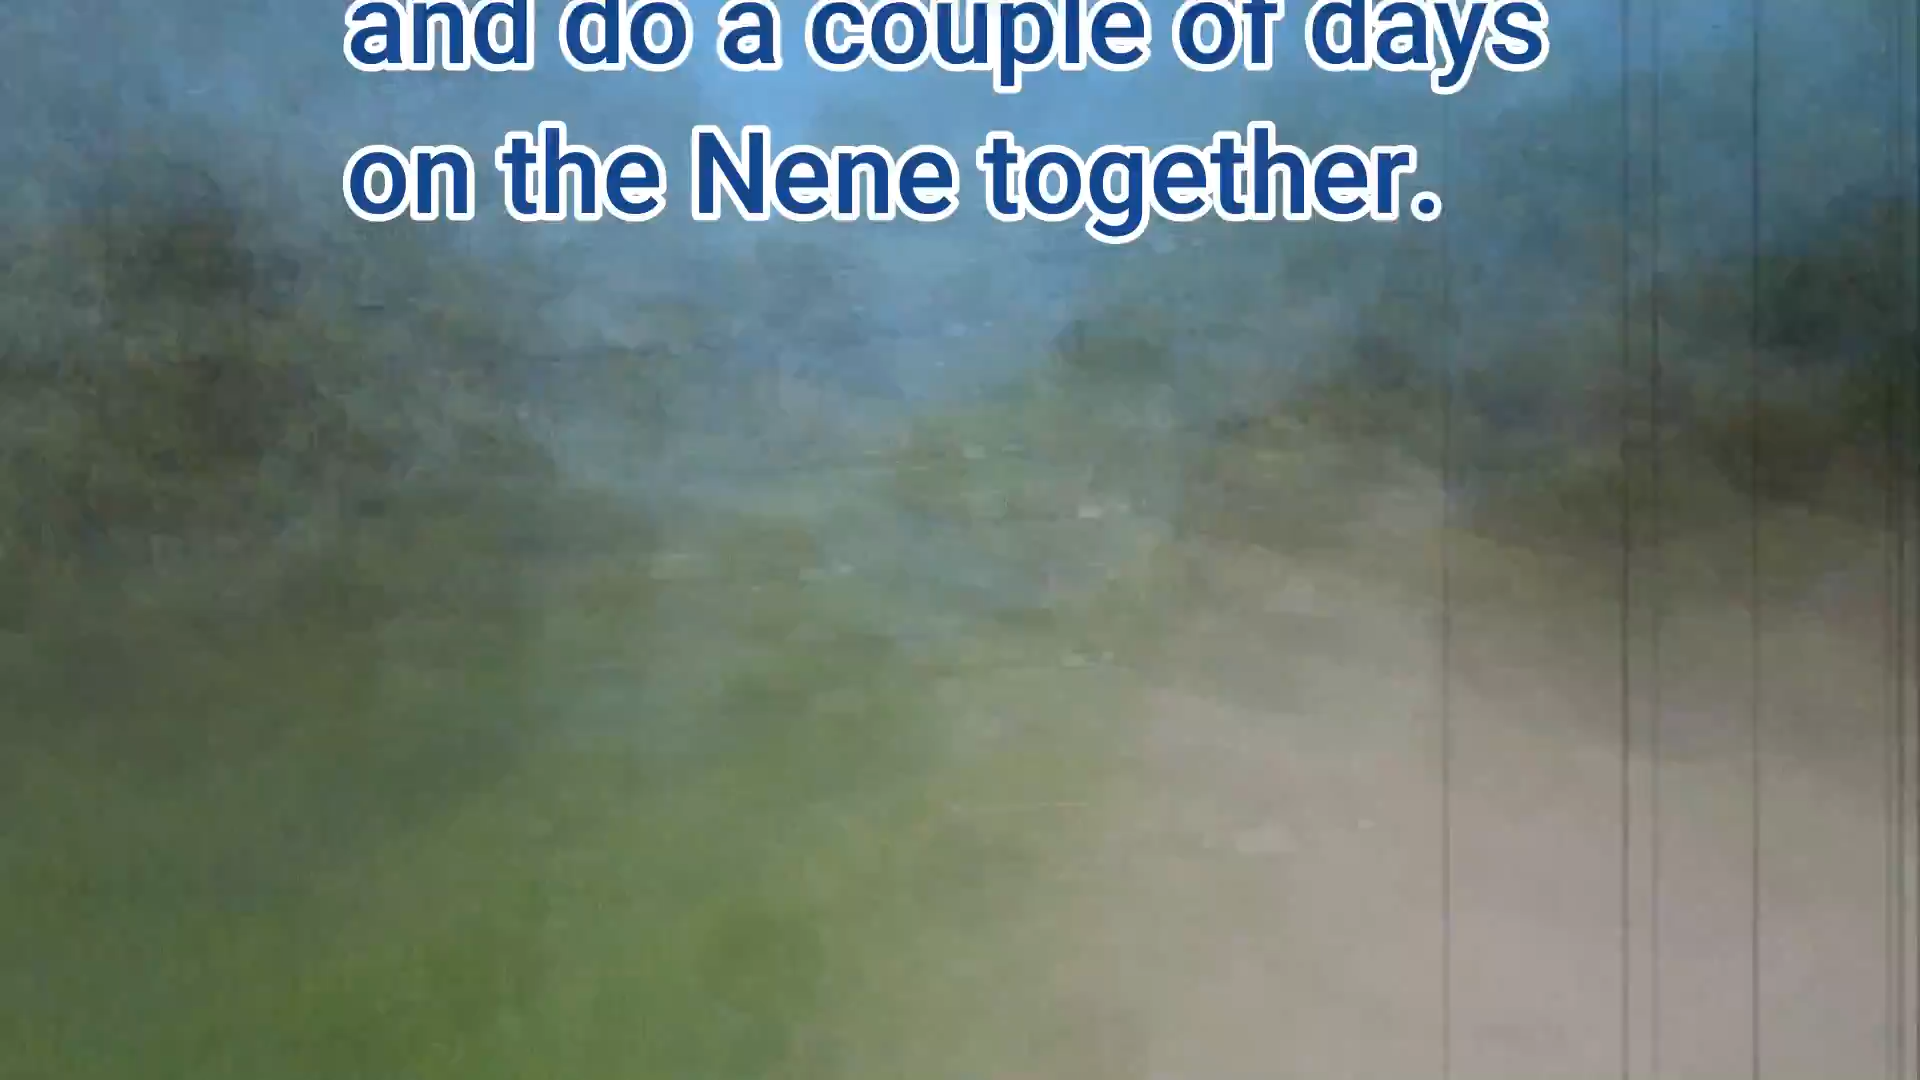 and do a couple of days
on the Nene together.